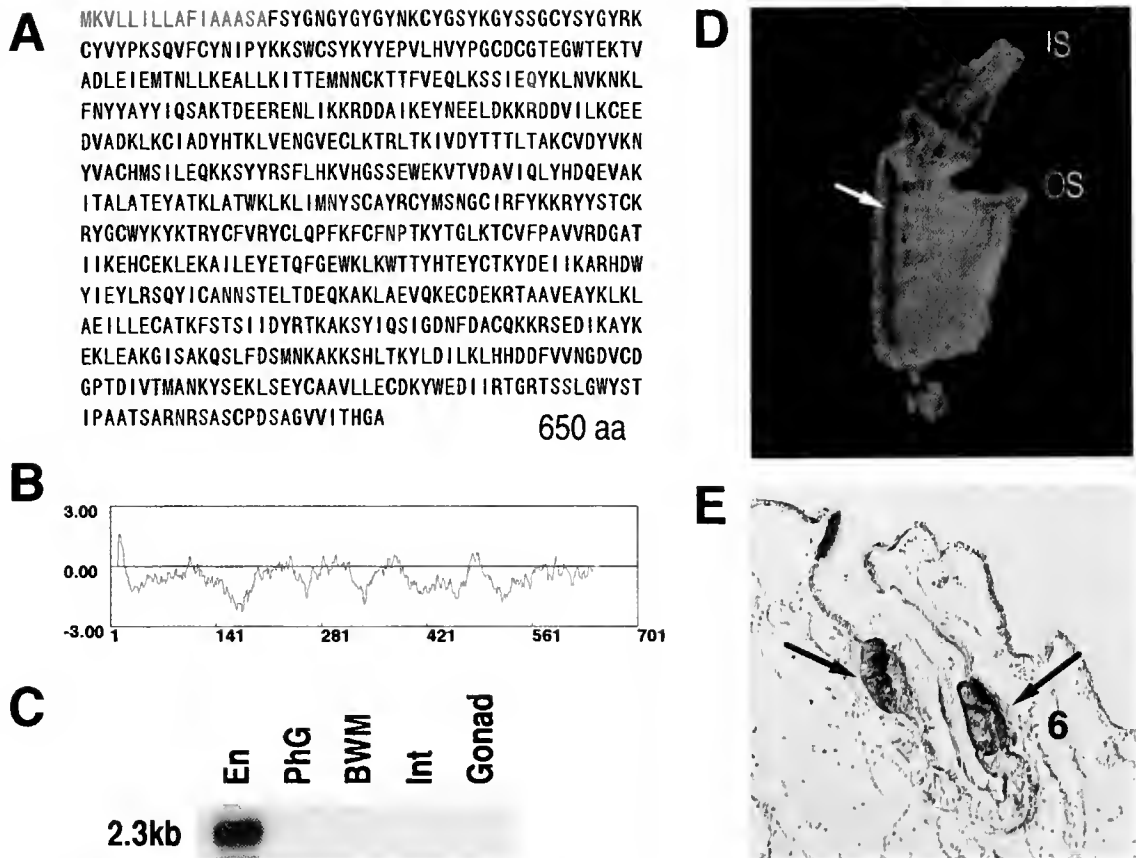 A
MKVLLILLAFIAAASAFSYGNGYGYGYNKCYGSYKGYSSGCYSYGYRK
CYVYPKSQVFCYNIPYKKSWCSYKYYEPVLHVYPGCDCGTEGWTEKTV
ADLEIEMTNLLKEALLKITTEMNNCKTTFVEQLKSSIEQYKLNVKNKL
FNYYAYYIQSAKTDEERENLIKKRDDAIKEYNEELDKKRDDVILKCEE
DVADKLKCIADYHTKLVENGVECLKTRLTKIVDYTTTLTAKCVDYVKN
YVACHMSILEQKKSYYRSFLHKVHGSSEWEKVTVDAVIQLYHDQEVAK
ITALATEYATKLATWKLKLIMNYSCAYRCYMSNGCIRFYKKRYYSTCK
RYGCWYKYKTRYCFVRYCLQPFKFCFNPTKYTGLKTCVFPAVVRDGAT
IIKEHCEKLEKAILEYETQFGEWKLKWTTYHTEYCTKYDEIIKARHDW
YIEYLRSQYICANNSTELTDEQKAKLAEVQKECDEKRTAAVEAYKLKL
AEILLECATKFSTSIIDYRTKAKSYIQSIGDNFDACQKKRSEDIKAYK
EKLEAKGISAKQSLFDSMNKAKKSHLTKYLDILKLHHDDFVVNGDVCD
GPTDIVTMANKYSEKLSEYCAAVLLECDKYWEDIIRTGRTSSLGWYST
IPAATSARNRSASCPDSAGVVITHGA
650 aa
B
3.00
0.00
-3.00
1 141 281 421 561 701
C
En PhG BWM Int Gonad
2.3kb
D
IS
OS
E
6